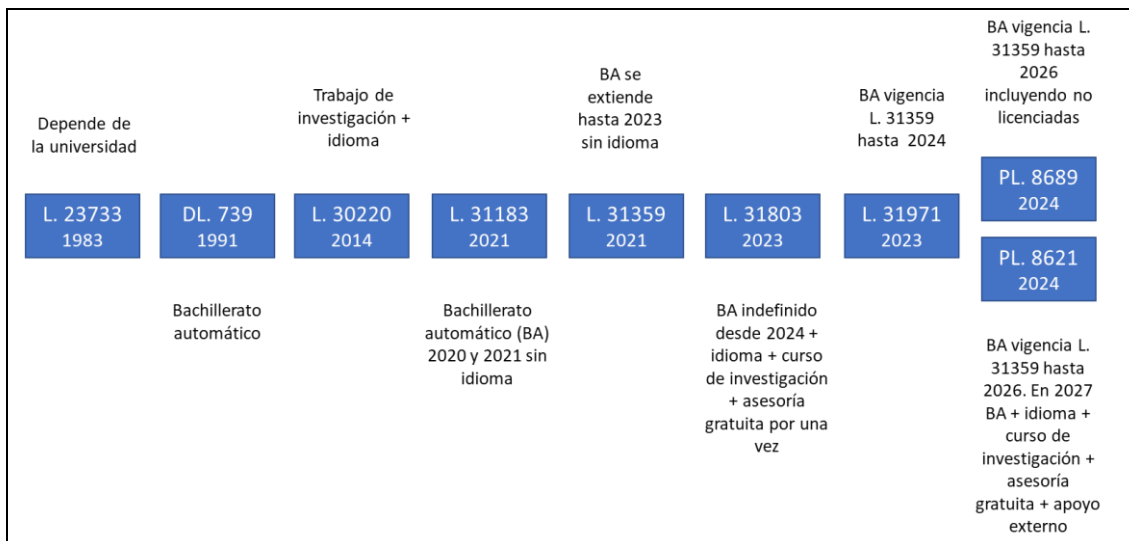 Depende de
la universidad
L. 23733
1983
DL. 739
1991
Bachillerato
automático
Trabajo de
investigación +
idioma
L. 30220
2014
L. 31183
2021
Bachillerato
automático (BA)
2020 y 2021 sin
idioma
BA se
extiende
hasta 2023
sin idioma
L. 31359
2021
L. 31803
2023
BA indefinido
desde 2024 +
idioma + curso
de investigación
+ asesoría
gratuita por una
vez
BA vigencia
L. 31359
hasta 2024
L. 31971
2023
BA vigencia L.
31359 hasta
2026
incluyendo no
licenciadas
PL. 8689
2024
PL. 8621
2024
BA vigencia L.
31359 hasta
2026. En 2027
BA + idioma +
curso de
investigación +
asesoría
gratuita + apoyo
externo